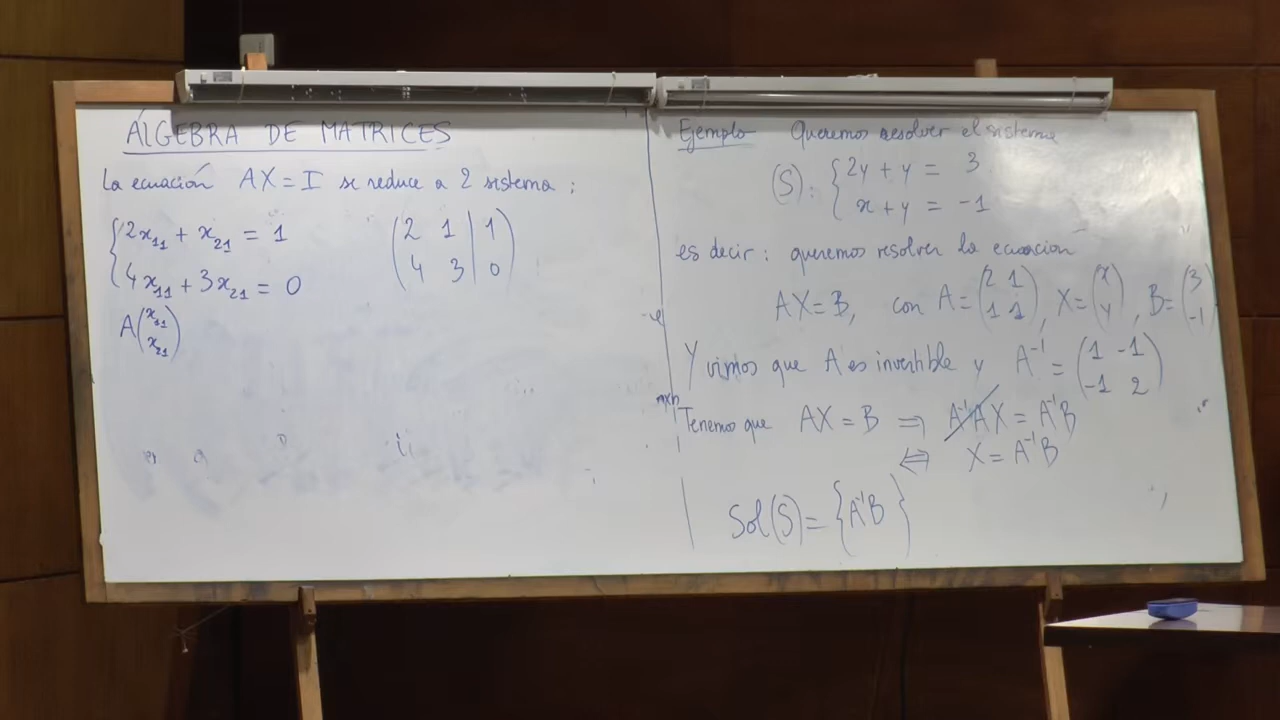 ÁLGEBRA DE MATRICES
La ecuación AX = I se reduce a 2 sistema :
{ 2x₁₁ + x₂₁ = 1
4x₁₁ + 3x₂₁ = 0
( 2 1 | 1
4 3 | 0 )
A ( x₁₁
x₂₁ )
Ejemplo Queremos resolver el sistema
(S): { 2y + y = 3
x + y = -1
es decir: queremos resolver la ecuacion
AX = B, con A = ( 2 1
1 1 ), X = ( x
y ), B = ( 3
-1 )
Y vimos que A es invertible y A⁻¹ = ( 1 -1
-1 2 )
Tenemos que AX = B ⇒ A⁻¹AX = A⁻¹B
⇔ X = A⁻¹B
Sol(S) = { A⁻¹B }